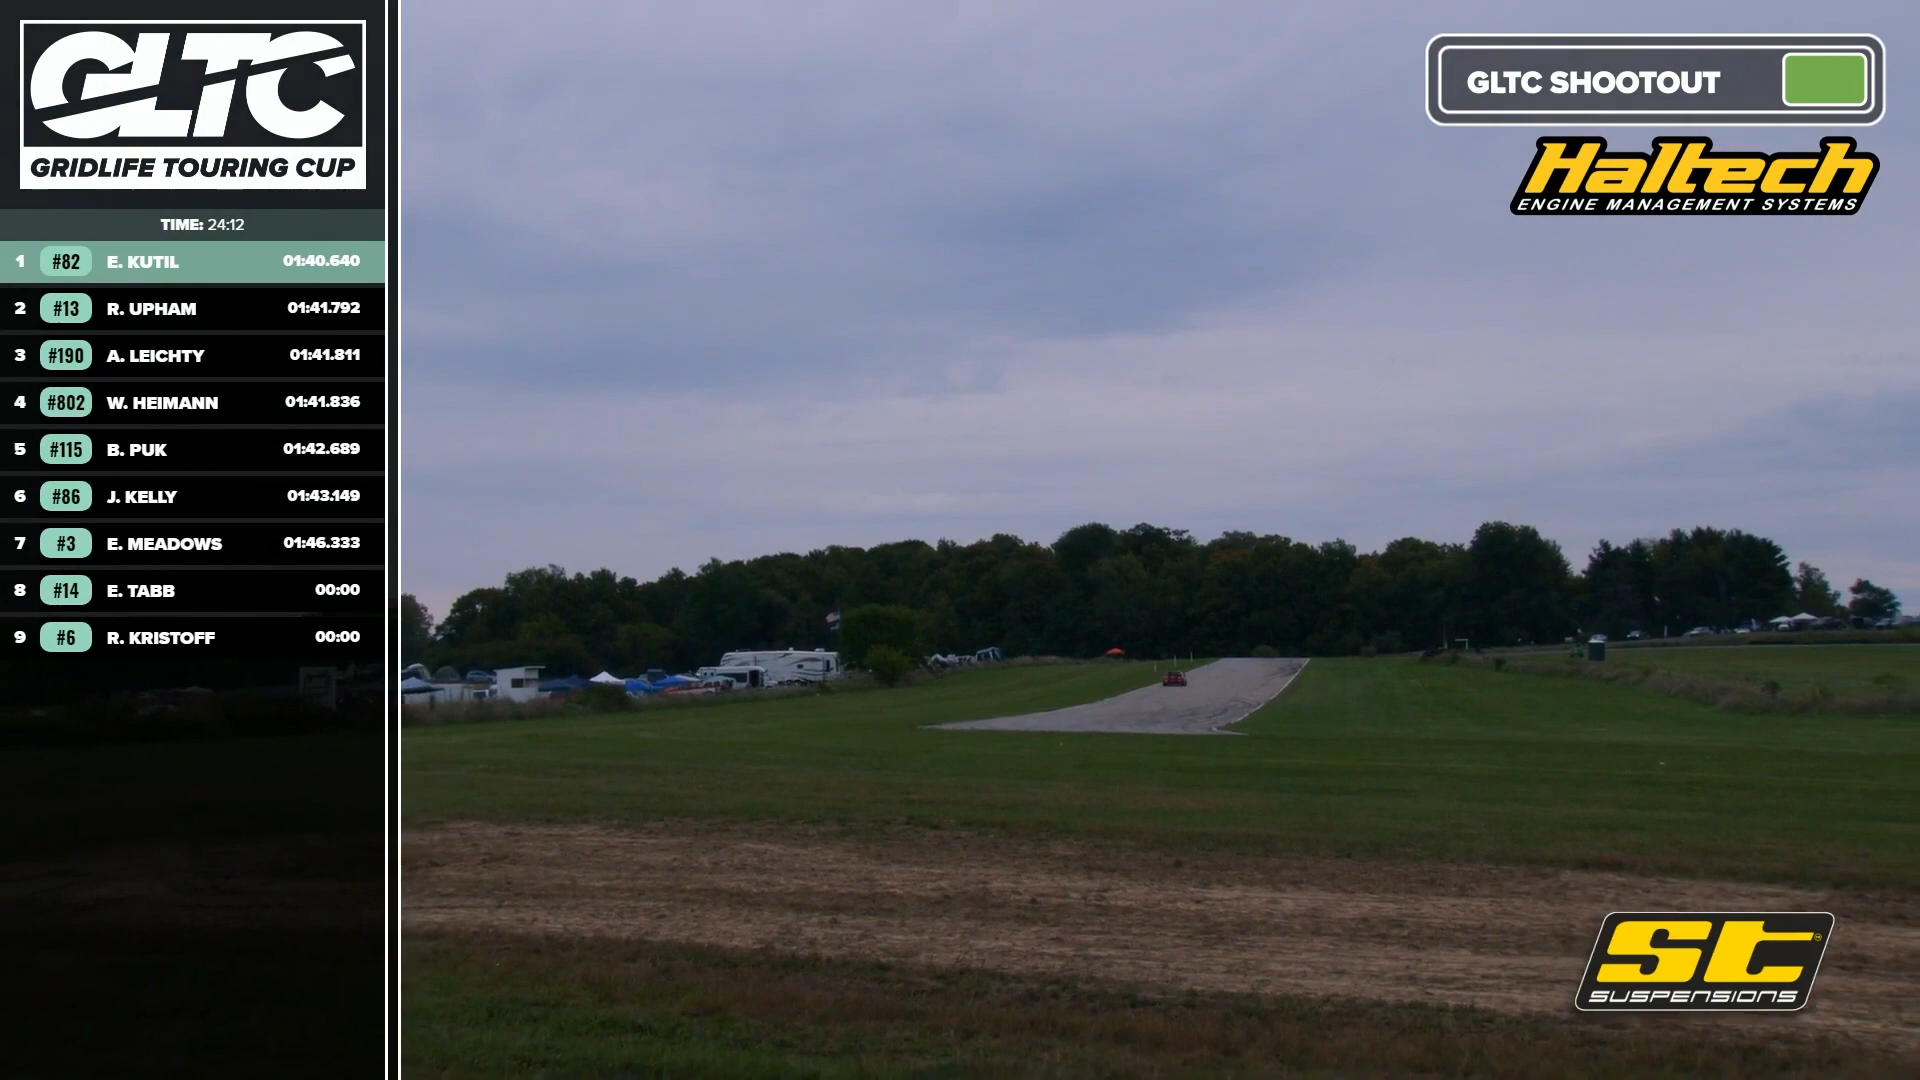 GLTC
GRIDLIFE TOURING CUP
TIME: 24:12
1 #82 E. KUTIL 01:40.640
2 #13 R. UPHAM 01:41.792
3 #190 A. LEICHTY 01:41.811
4 #802 W. HEIMANN 01:41.836
5 #115 B. PUK 01:42.689
6 #86 J. KELLY 01:43.149
7 #3 E. MEADOWS 01:46.333
8 #14 E. TABB 00:00
9 #6 R. KRISTOFF 00:00
GLTC SHOOTOUT
Haltech
ENGINE MANAGEMENT SYSTEMS
ST
SUSPENSIONS